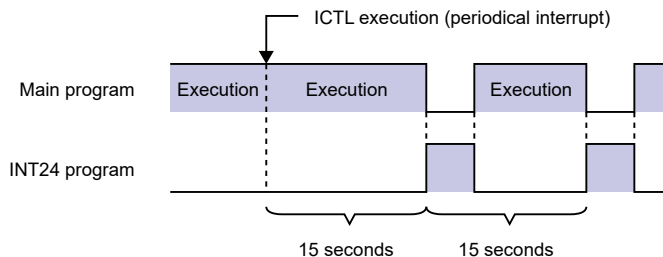 ICTL execution (periodical interrupt)
Main program
Execution
Execution
Execution
INT24 program
15 seconds
15 seconds